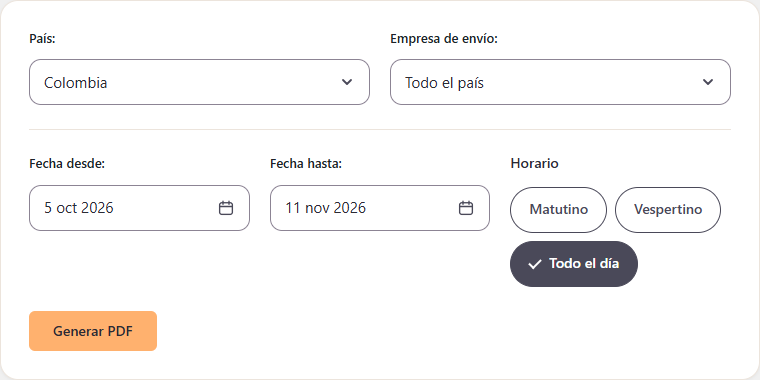 País:
Empresa de envío:
Colombia
Todo el país
Fecha desde:
Fecha hasta:
Horario
5 oct 2026
11 nov 2026
Matutino
Vespertino
Todo el día
Generar PDF